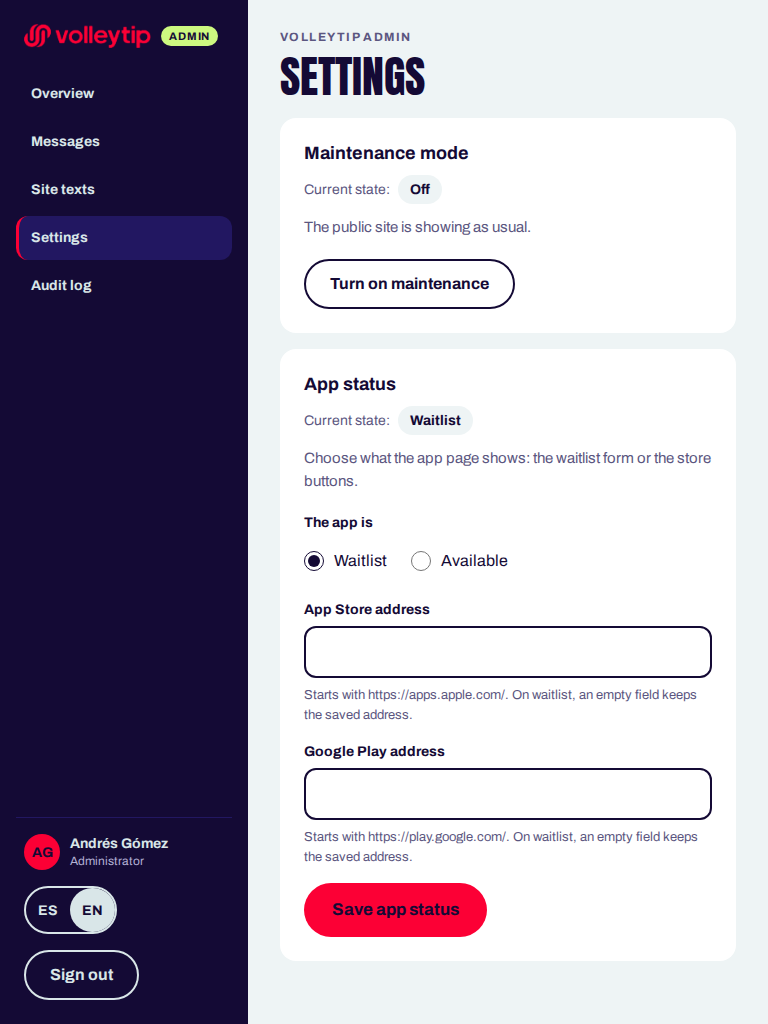 volleytip ADMIN
Overview
Messages
Site texts
Settings
Audit log
AG
Andrés Gómez
Administrator
ES EN
Sign out
VOLLEYTIP ADMIN
SETTINGS
Maintenance mode
Current state: Off
The public site is showing as usual.
Turn on maintenance
App status
Current state: Waitlist
Choose what the app page shows: the waitlist form or the store
buttons.
The app is
Waitlist Available
App Store address
Starts with https://apps.apple.com/. On waitlist, an empty field keeps
the saved address.
Google Play address
Starts with https://play.google.com/. On waitlist, an empty field keeps
the saved address.
Save app status